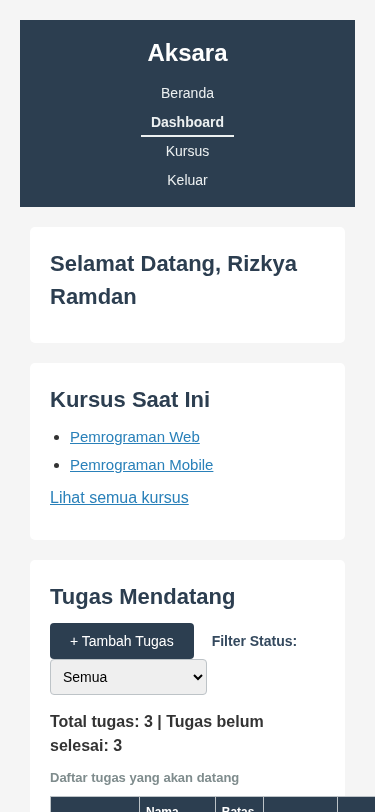 Aksara
Beranda
Dashboard
Kursus
Keluar
Selamat Datang, Rizkya
Ramdan
Kursus Saat Ini
Pemrograman Web
Pemrograman Mobile
Lihat semua kursus
Tugas Mendatang
+ Tambah Tugas Filter Status:
Semua
Total tugas: 3 | Tugas belum
selesai: 3
Daftar tugas yang akan datang
Nama Batas